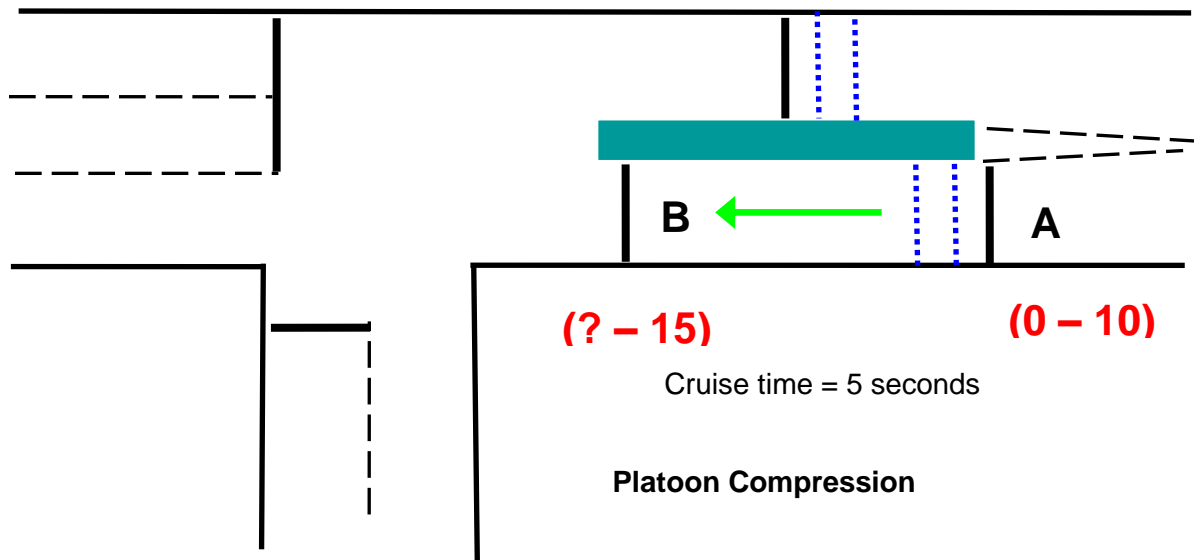 B
A
(? – 15)
(0 – 10)
Cruise time = 5 seconds
Platoon Compression